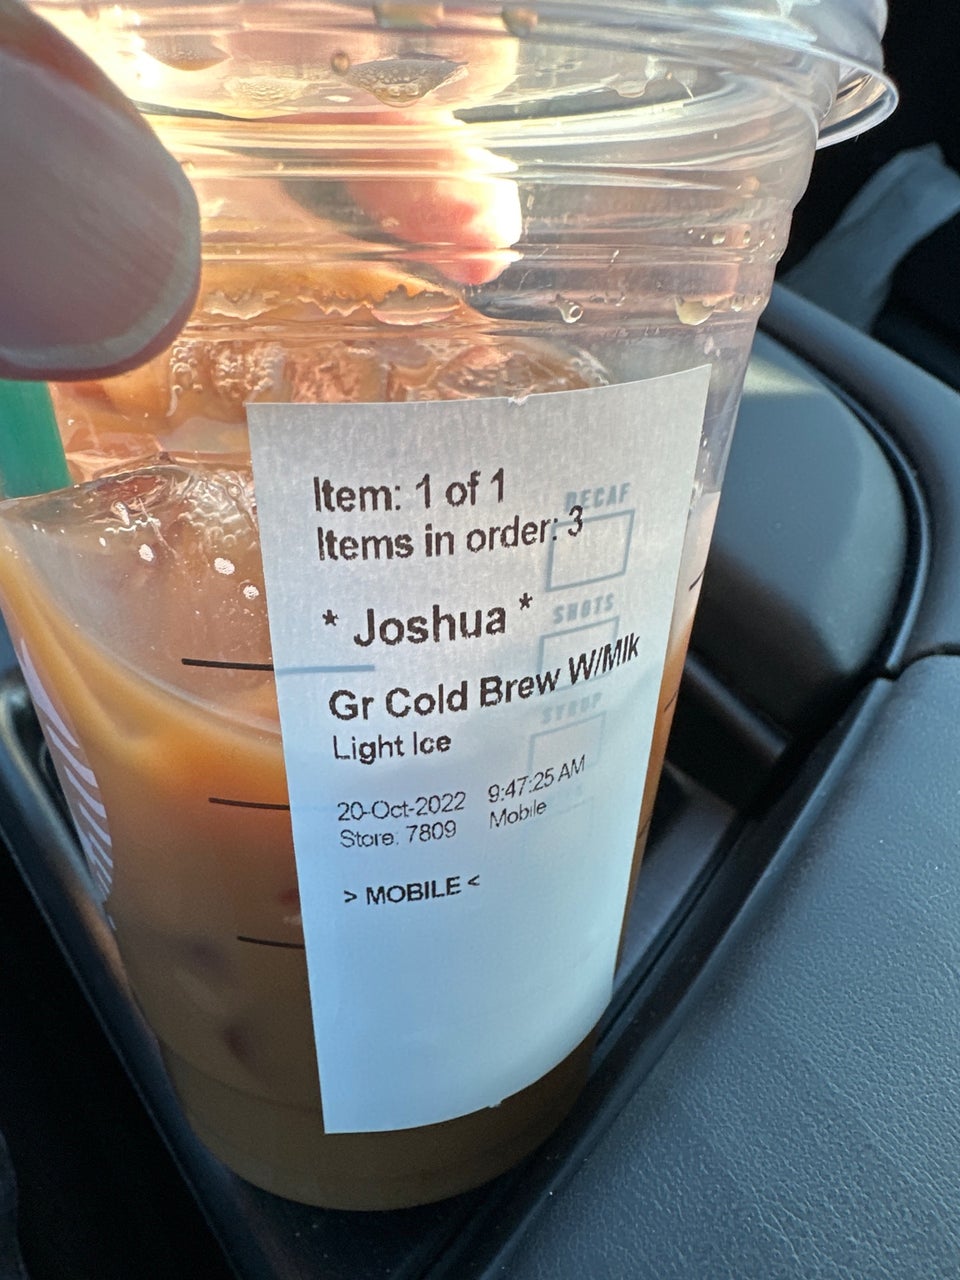 Item: 1 of 1
Items in order: 3
* Joshua *
Gr Cold Brew W/Mlk
Light Ice
20-Oct-2022 9:47:25 AM
Store: 7809 Mobile
> MOBILE <
DECAF
SHOTS
SYRUP